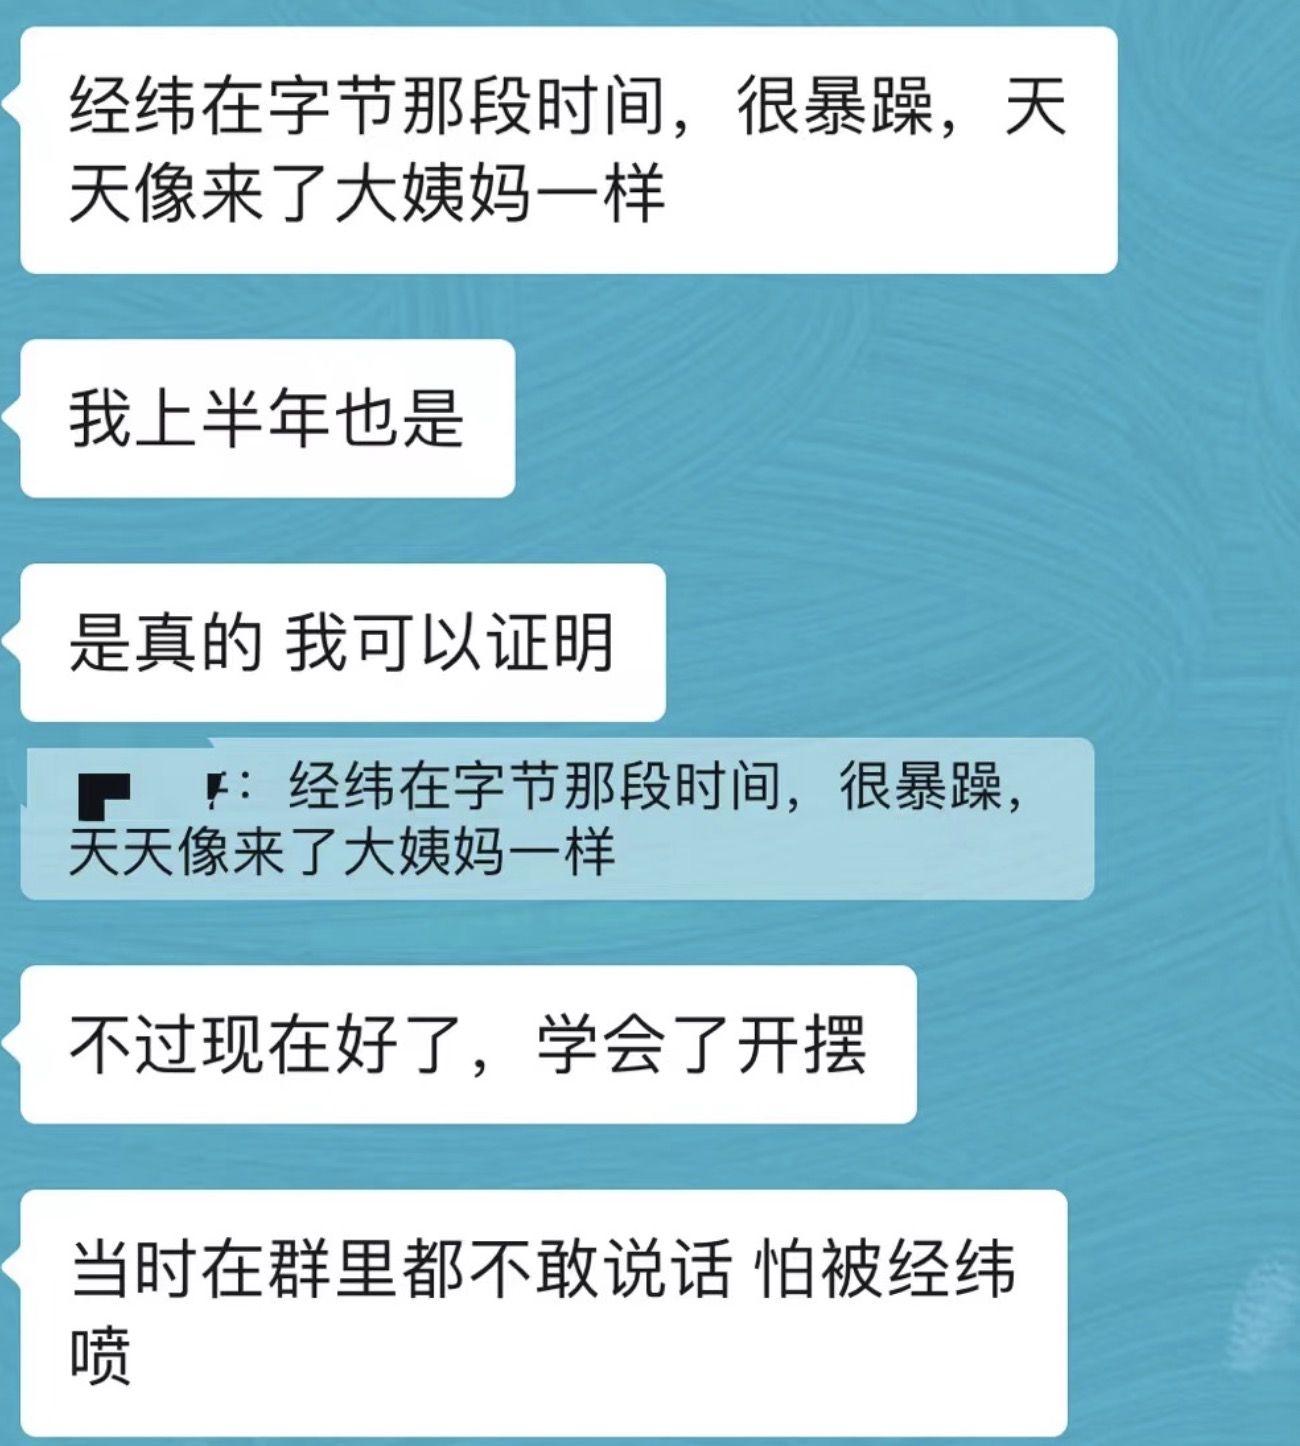 经纬在字节那段时间，很暴躁，天
天像来了大姨妈一样
我上半年也是
是真的 我可以证明
：经纬在字节那段时间，很暴躁，
天天像来了大姨妈一样
不过现在好了，学会了开摆
当时在群里都不敢说话 怕被经纬
喷